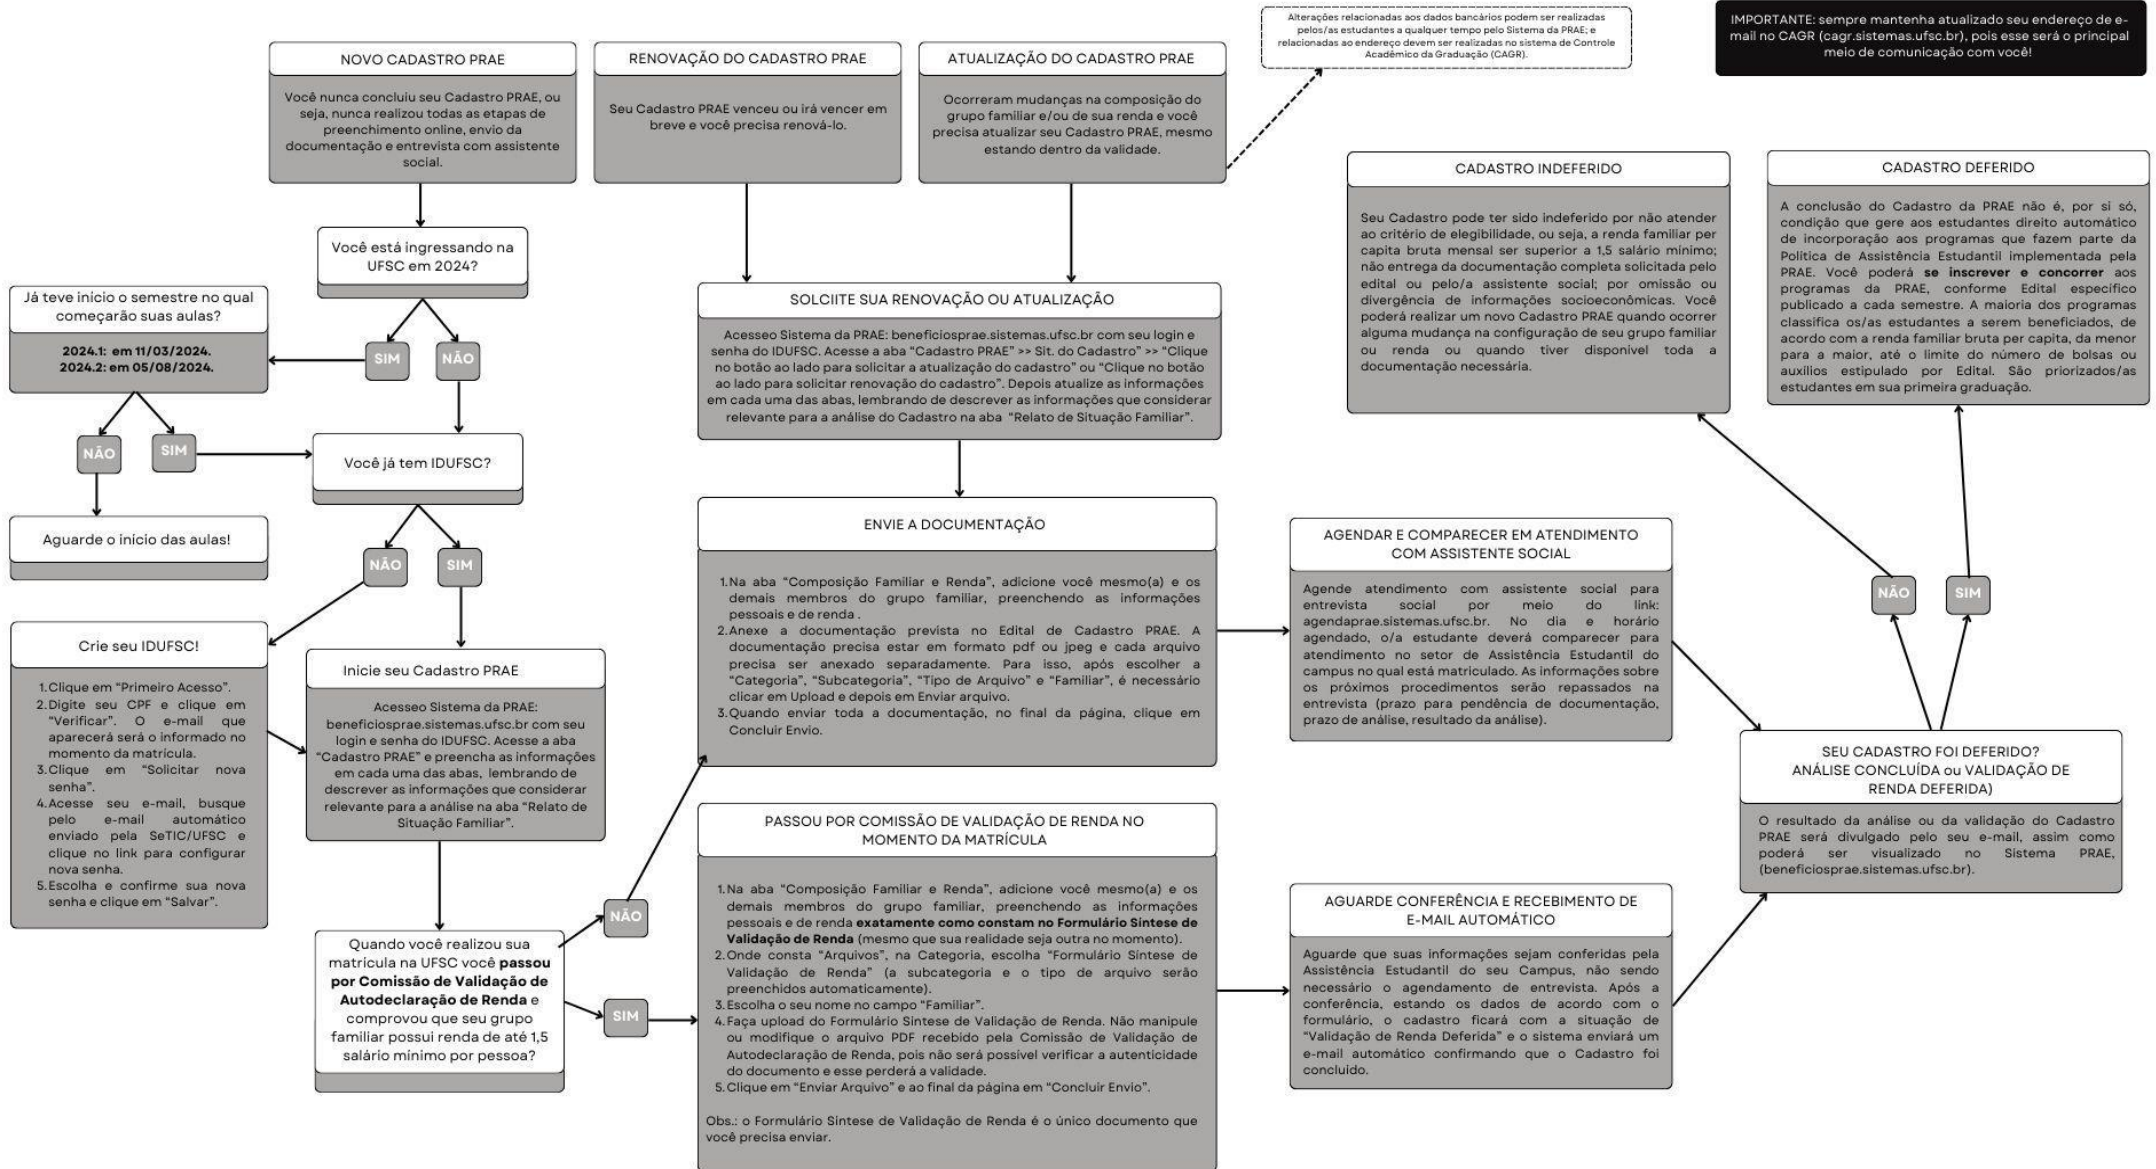 Alterações relacionadas aos dados bancários podem ser realizadas
pelos/as estudantes a qualquer tempo pelo Sistema da PRAE; e
relacionadas ao endereço devem ser realizadas no sistema de Controle
Acadêmico da Graduação (CAGR).
IMPORTANTE: sempre mantenha atualizado seu endereço de e-
mail no CAGR (cagr.sistemas.ufsc.br), pois esse será o principal
meio de comunicação com você!
NOVO CADASTRO PRAE
Você nunca concluiu seu Cadastro PRAE, ou
seja, nunca realizou todas as etapas de
preenchimento online, envio da
documentação e entrevista com assistente
social.
RENOVAÇÃO DO CADASTRO PRAE
Seu Cadastro PRAE venceu ou irá vencer em
breve e você precisa renová-lo.
ATUALIZAÇÃO DO CADASTRO PRAE
Ocorreram mudanças na composição do
grupo familiar e/ou de sua renda e você
precisa atualizar seu Cadastro PRAE, mesmo
estando dentro da validade.
CADASTRO INDEFERIDO
Seu Cadastro pode ter sido indeferido por não atender
ao critério de elegibilidade, ou seja, a renda familiar per
capita bruta mensal ser superior a 1,5 salário mínimo;
não entrega da documentação completa solicitada pelo
edital ou pelo/a assistente social; por omissão ou
divergência de informações socioeconômicas. Você
poderá realizar um novo Cadastro PRAE quando ocorrer
alguma mudança na configuração de seu grupo familiar
ou renda ou quando tiver disponível toda a
documentação necessária.
CADASTRO DEFERIDO
A conclusão do Cadastro da PRAE não é, por si só,
condição que gere aos estudantes direito automático
de incorporação aos programas que fazem parte da
Política de Assistência Estudantil implementada pela
PRAE. Você poderá se inscrever e concorrer aos
programas da PRAE, conforme Edital específico
publicado a cada semestre. A maioria dos programas
classifica os/as estudantes a serem beneficiados, de
acordo com a renda familiar bruta per capita, da menor
para a maior, até o limite do número de bolsas ou
auxílios estipulado por Edital. São priorizados/as
estudantes em sua primeira graduação.
Você está ingressando na
UFSC em 2024?
SIM
NÃO
Já teve início o semestre no qual
começarão suas aulas?
2024.1: em 11/03/2024.
2024.2: em 05/08/2024.
NÃO
SIM
Aguarde o início das aulas!
Você já tem IDUFSC?
NÃO
SIM
SOLCIITE SUA RENOVAÇÃO OU ATUALIZAÇÃO
Acesseo Sistema da PRAE: beneficiosprae.sistemas.ufsc.br com seu login e
senha do IDUFSC. Acesse a aba “Cadastro PRAE” >> Sit. do Cadastro” >> “Clique
no botão ao lado para solicitar a atualização do cadastro” ou “Clique no botão
ao lado para solicitar renovação do cadastro”. Depois atualize as informações
em cada uma das abas, lembrando de descrever as informações que considerar
relevante para a análise do Cadastro na aba “Relato de Situação Familiar”.
Crie seu IDUFSC!
1.Clique em “Primeiro Acesso”.
2.Digite seu CPF e clique em
“Verificar”. O e-mail que
aparecerá será o informado no
momento da matrícula.
3.Clique em “Solicitar nova
senha”.
4.Acesse seu e-mail, busque
pelo e-mail automático
enviado pela SeTIC/UFSC e
clique no link para configurar
nova senha.
5.Escolha e confirme sua nova
senha e clique em “Salvar”.
Inicie seu Cadastro PRAE
Acesseo Sistema da PRAE:
beneficiosprae.sistemas.ufsc.br com seu
login e senha do IDUFSC. Acesse a aba
“Cadastro PRAE” e preencha as informações
em cada uma das abas, lembrando de
descrever as informações que considerar
relevante para a análise na aba “Relato de
Situação Familiar”.
Quando você realizou sua
matrícula na UFSC você passou
por Comissão de Validação de
Autodeclaração de Renda e
comprovou que seu grupo
familiar possui renda de até 1,5
salário mínimo por pessoa?
NÃO
SIM
ENVIE A DOCUMENTAÇÃO
1.Na aba “Composição Familiar e Renda”, adicione você mesmo(a) e os
demais membros do grupo familiar, preenchendo as informações
pessoais e de renda .
2.Anexe a documentação prevista no Edital de Cadastro PRAE. A
documentação precisa estar em formato pdf ou jpeg e cada arquivo
precisa ser anexado separadamente. Para isso, após escolher a
“Categoria”, “Subcategoria”, “Tipo de Arquivo” e “Familiar”, é necessário
clicar em Upload e depois em Enviar arquivo.
3.Quando enviar toda a documentação, no final da página, clique em
Concluir Envio.
PASSOU POR COMISSÃO DE VALIDAÇÃO DE RENDA NO
MOMENTO DA MATRÍCULA
1.Na aba “Composição Familiar e Renda”, adicione você mesmo(a) e os
demais membros do grupo familiar, preenchendo as informações
pessoais e de renda exatamente como constam no Formulário Síntese de
Validação de Renda (mesmo que sua realidade seja outra no momento).
2.Onde consta “Arquivos”, na Categoria, escolha “Formulário Síntese de
Validação de Renda” (a subcategoria e o tipo de arquivo serão
preenchidos automaticamente).
3.Escolha o seu nome no campo “Familiar”.
4.Faça upload do Formulário Síntese de Validação de Renda. Não manipule
ou modifique o arquivo PDF recebido pela Comissão de Validação de
Autodeclaração de Renda, pois não será possível verificar a autenticidade
do documento e esse perderá a validade.
5.Clique em “Enviar Arquivo” e ao final da página em “Concluir Envio”.
Obs.: o Formulário Síntese de Validação de Renda é o único documento que
você precisa enviar.
AGENDAR E COMPARECER EM ATENDIMENTO
COM ASSISTENTE SOCIAL
Agende atendimento com assistente social para
entrevista social por meio do link:
agendaprae.sistemas.ufsc.br. No dia e horário
agendado, o/a estudante deverá comparecer para
atendimento no setor de Assistência Estudantil do
campus no qual está matriculado. As informações sobre
os próximos procedimentos serão repassados na
entrevista (prazo para pendência de documentação,
prazo de análise, resultado da análise).
AGUARDE CONFERÊNCIA E RECEBIMENTO DE
E-MAIL AUTOMÁTICO
Aguarde que suas informações sejam conferidas pela
Assistência Estudantil do seu Campus, não sendo
necessário o agendamento de entrevista. Após a
conferência, estando os dados de acordo com o
formulário, o cadastro ficará com a situação de
“Validação de Renda Deferida” e o sistema enviará um
e-mail automático confirmando que o Cadastro foi
concluido.
NÃO
SIM
SEU CADASTRO FOI DEFERIDO?
ANÁLISE CONCLUÍDA ou VALIDAÇÃO DE
RENDA DEFERIDA)
O resultado da análise ou da validação do Cadastro
PRAE será divulgado pelo seu e-mail, assim como
poderá ser visualizado no Sistema PRAE,
(beneficiosprae.sistemas.ufsc.br).